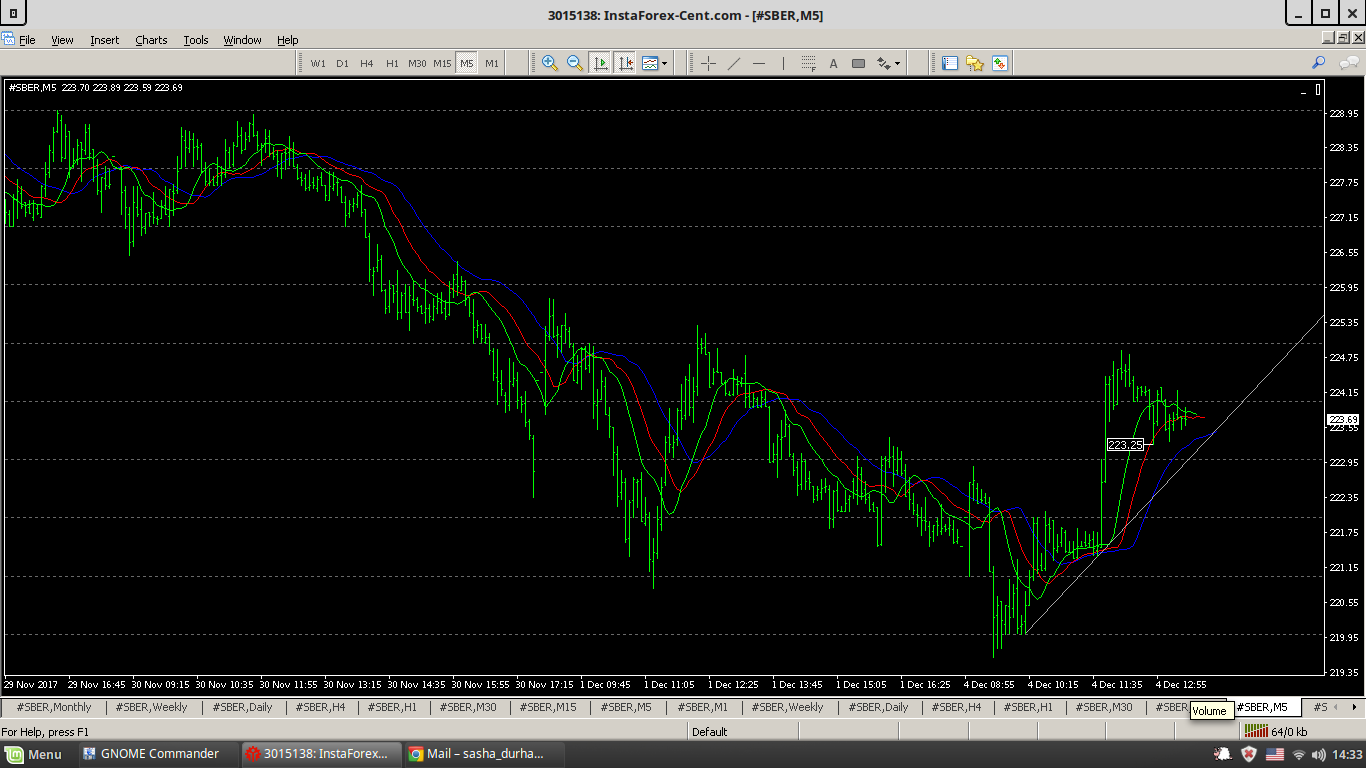 3015138: InstaForex-Cent.com - [#SBER,M5]
File View Insert Charts Tools Window Help
W1 D1 H4 H1 M30 M15 M5 M1 A
#SBER,M5 223.70 223.89 223.59 223.69
228.95
228.35
227.75
227.15
226.55
225.95
225.35
224.75
224.15
223.69
223.55
223.25
222.95
222.35
221.75
221.15
220.55
219.95
219.35
29 Nov 2017 29 Nov 16:45 30 Nov 09:15 30 Nov 10:35 30 Nov 11:55 30 Nov 13:15 30 Nov 14:35 30 Nov 15:55 30 Nov 17:15 1 Dec 09:45 1 Dec 11:05 1 Dec 12:25 1 Dec 13:45 1 Dec 15:05 1 Dec 16:25 4 Dec 08:55 4 Dec 10:15 4 Dec 11:35 4 Dec 12:55
#SBER,Monthly #SBER,Weekly #SBER,Daily #SBER,H4 #SBER,H1 #SBER,M30 #SBER,M15 #SBER,M5 #SBER,M1 #SBER,Weekly #SBER,Daily #SBER,H4 #SBER,H1 #SBER,M30 #SBER #SBER,M5 #S
Volume
For Help, press F1 Default 64/0 kb
Menu GNOME Commander 3015138: InstaForex... Mail – sasha_durha... 14:33